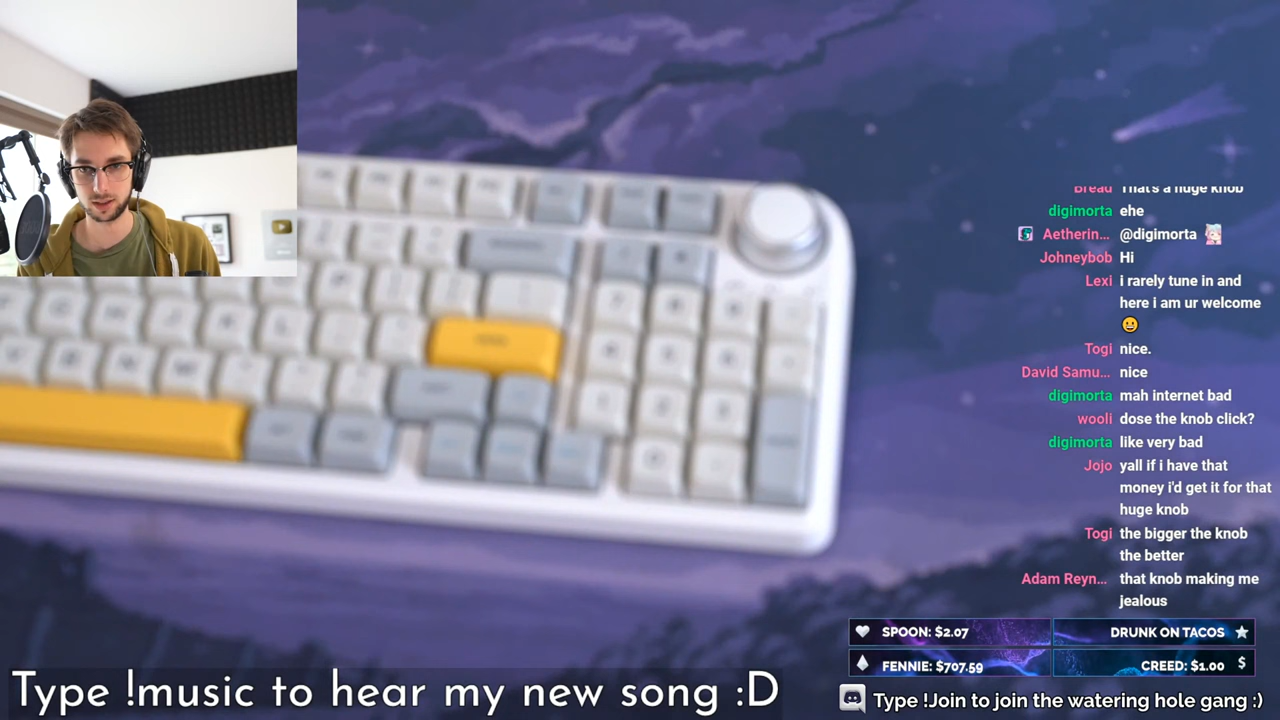 Bread That's a huge knob
digimorta ehe
Aetherin... @digimorta
Johneybob Hi
Lexi i rarely tune in and
here i am ur welcome
Togi nice.
David Samu... nice
digimorta mah internet bad
wooli dose the knob click?
digimorta like very bad
Jojo yall if i have that
money i'd get it for that
huge knob
Togi the bigger the knob
the better
Adam Reyn... that knob making me
jealous
SPOON: $2.07
DRUNK ON TACOS
FENNIE: $707.59
CREED: $1.00
Type !music to hear my new song :D
Type !Join to join the watering hole gang :)